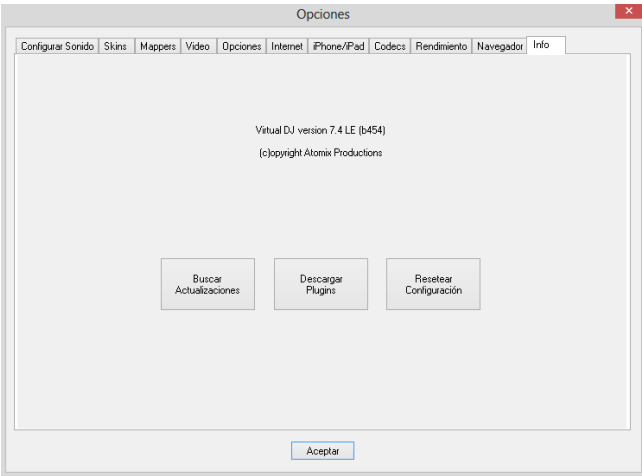 Opciones
Configurar Sonido Skins Mappers Video Opciones Internet iPhone/iPad Codecs Rendimiento Navegador Info
Virtual DJ version 7.4 LE (b454)
(c)opyright Atomix Productions
Buscar
Actualizaciones
Descargar
Plugins
Resetear
Configuración
Aceptar